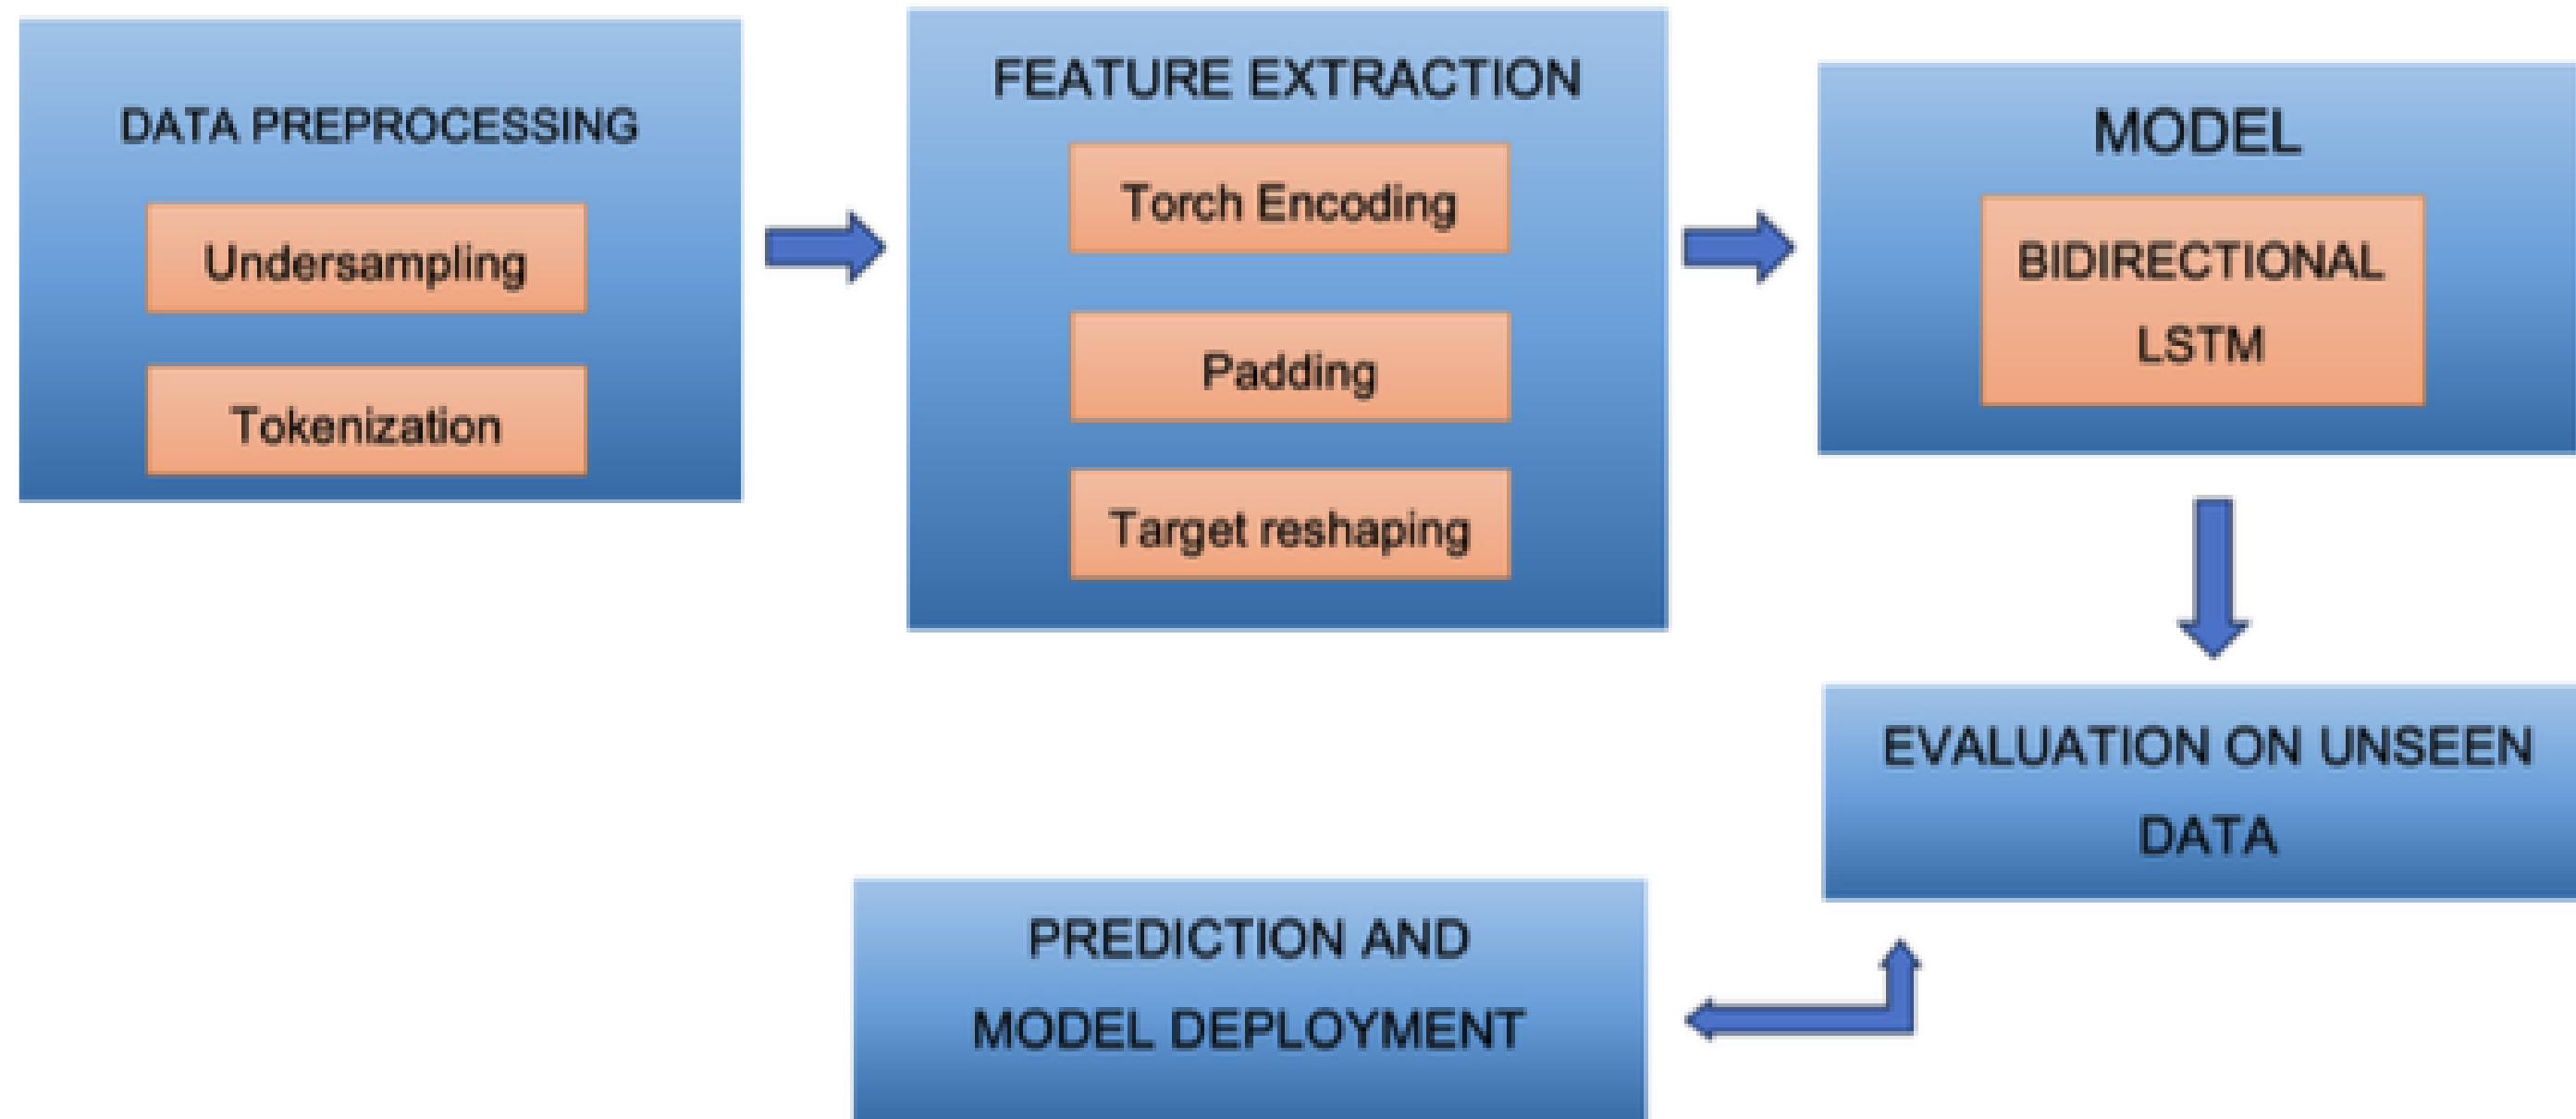 DATA PREPROCESSING
Undersampling
Tokenization
FEATURE EXTRACTION
Torch Encoding
Padding
Target reshaping
MODEL
BIDIRECTIONAL
LSTM
EVALUATION ON UNSEEN
DATA
PREDICTION AND
MODEL DEPLOYMENT